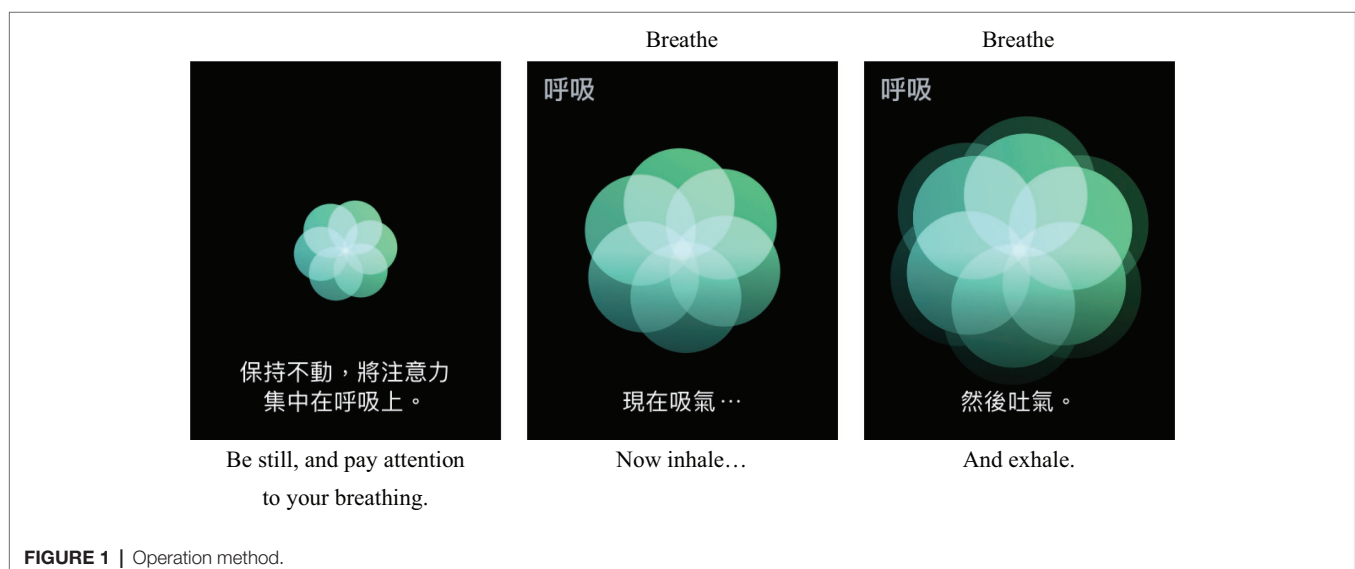 Breathe
Breathe
呼吸
呼吸
保持不動，將注意力
集中在呼吸上。
現在吸氣…
然後吐氣。
Be still, and pay attention
to your breathing.
Now inhale…
And exhale.
FIGURE 1 | Operation method.